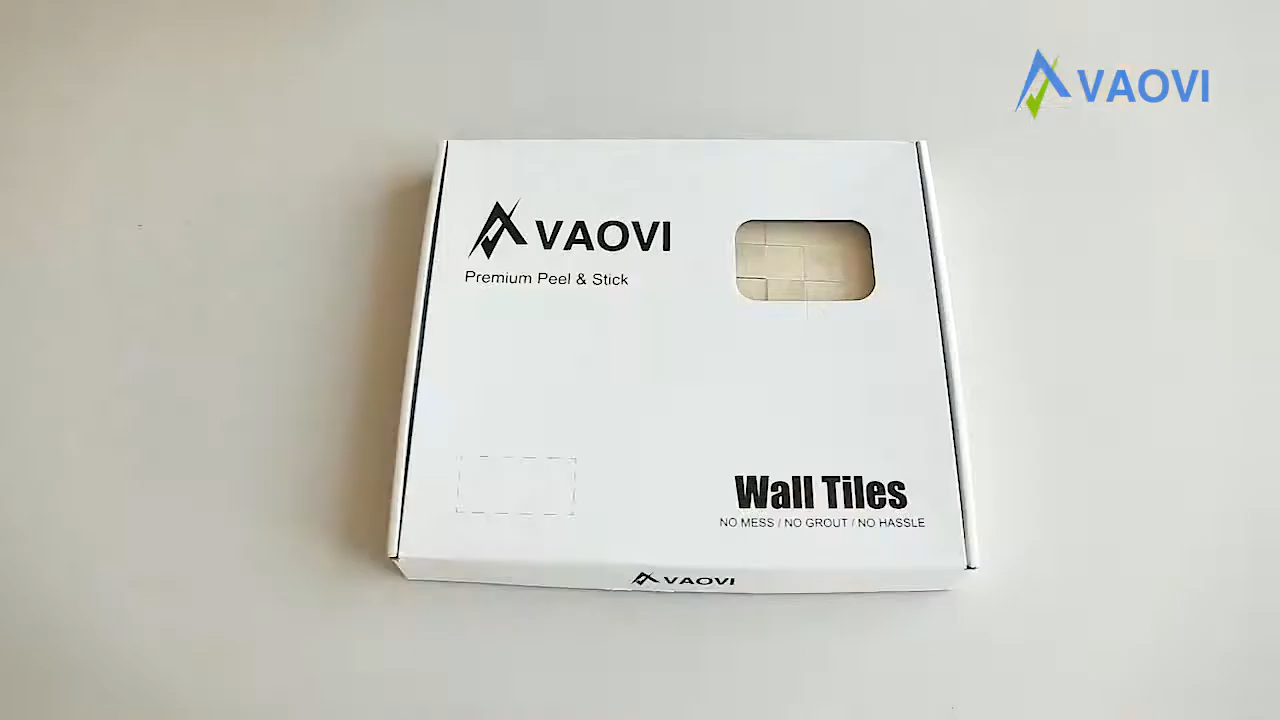 VAOVI
VAOVI
Premium Peel & Stick
Wall Tiles
NO MESS / NO GROUT / NO HASSLE
VAOVI